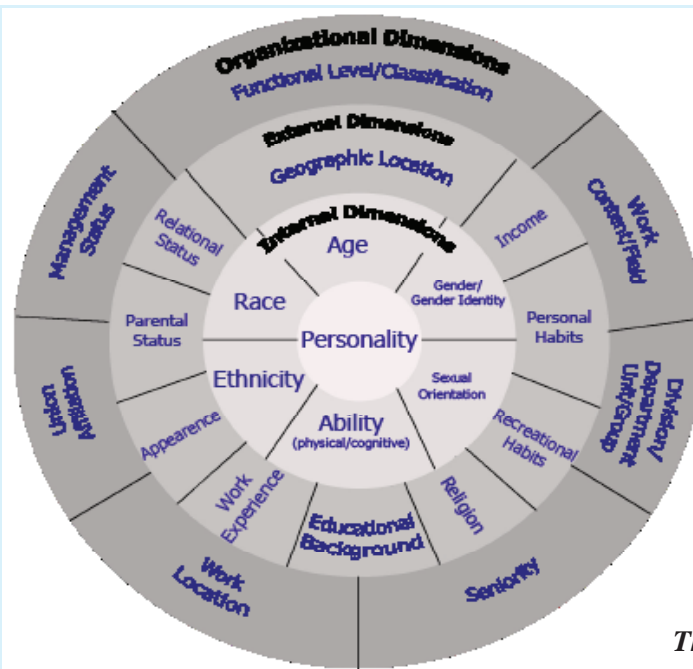 Organizational Dimensions
Functional Level/Classification
External Dimensions
Geographic Location
Internal Dimensions
Age
Management
Status
Relational
Status
Income
Work
Content/Field
Race
Gender/
Gender Identity
Personality
Parental
Status
Personal
Habits
Union
Affiliation
Ethnicity
Sexual
Orientation
Division/
Department
Unit/Group
Ability
(physical/cognitive)
Appearence
Recreational
Habits
Work
Experience
Educational
Background
Religion
Work
Location
Seniority